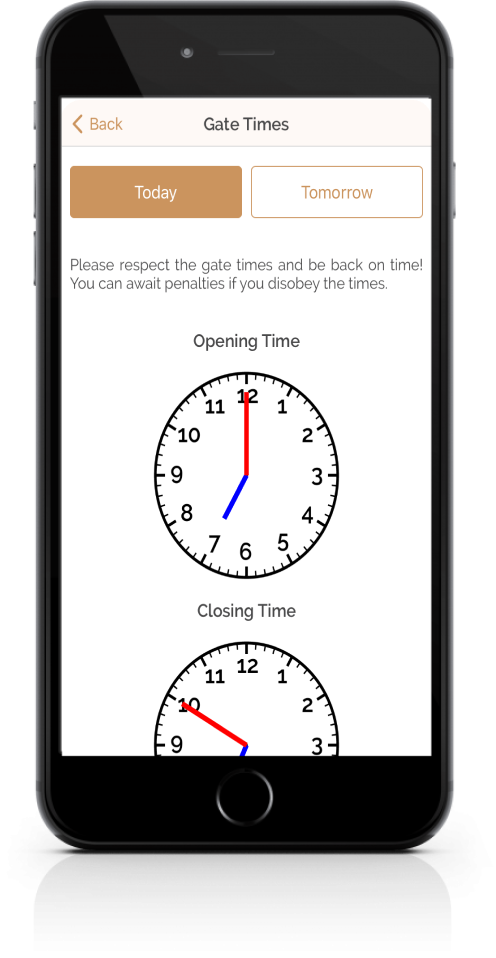 Back
Gate Times
Today
Tomorrow
Please respect the gate times and be back on time!
You can await penalties if you disobey the times.
Opening Time
12
11
1
10
2
9
3
8
4
7
5
6
Closing Time
12
11
1
10
2
9
3